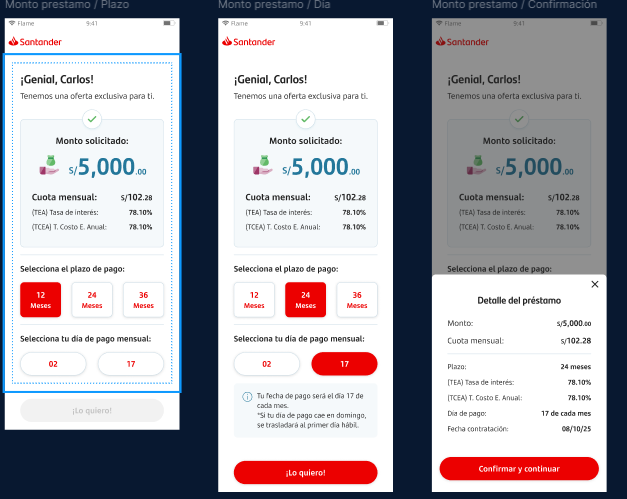 Monto prestamo / Plazo
Flame 9:41
Santander
¡Genial, Carlos!
Tenemos una oferta exclusiva para ti.
Monto solicitado:
S/5,000.00
Cuota mensual: S/102.28
(TEA) Tasa de interés: 78.10%
(TCEA) T. Costo E. Anual: 78.10%
Selecciona el plazo de pago:
12 Meses
24 Meses
36 Meses
Selecciona tu día de pago mensual:
02
17
¡Lo quiero!
Monto prestamo / Dia
Flame 9:41
Santander
¡Genial, Carlos!
Tenemos una oferta exclusiva para ti.
Monto solicitado:
S/5,000.00
Cuota mensual: S/102.28
(TEA) Tasa de interés: 78.10%
(TCEA) T. Costo E. Anual: 78.10%
Selecciona el plazo de pago:
12 Meses
24 Meses
36 Meses
Selecciona tu día de pago mensual:
02
17
Tu fecha de pago será el día 17 de
cada mes.
*Si tu día de pago cae en domingo,
se trasladará al primer día hábil.
¡Lo quiero!
Monto prestamo / Confirmación
Flame 9:41
Santander
¡Genial, Carlos!
Tenemos una oferta exclusiva para ti.
Monto solicitado:
S/5,000.00
Cuota mensual: S/102.28
(TEA) Tasa de interés: 78.10%
(TCEA) T. Costo E. Anual: 78.10%
Selecciona el plazo de pago:
Detalle del préstamo
Monto: S/5,000.00
Cuota mensual: S/102.28
Plazo: 24 meses
(TEA) Tasa de interés: 78.10%
(TCEA) T. Costo E. Anual: 78.10%
Día de pago: 17 de cada mes
Fecha contratación: 08/10/25
Confirmar y continuar